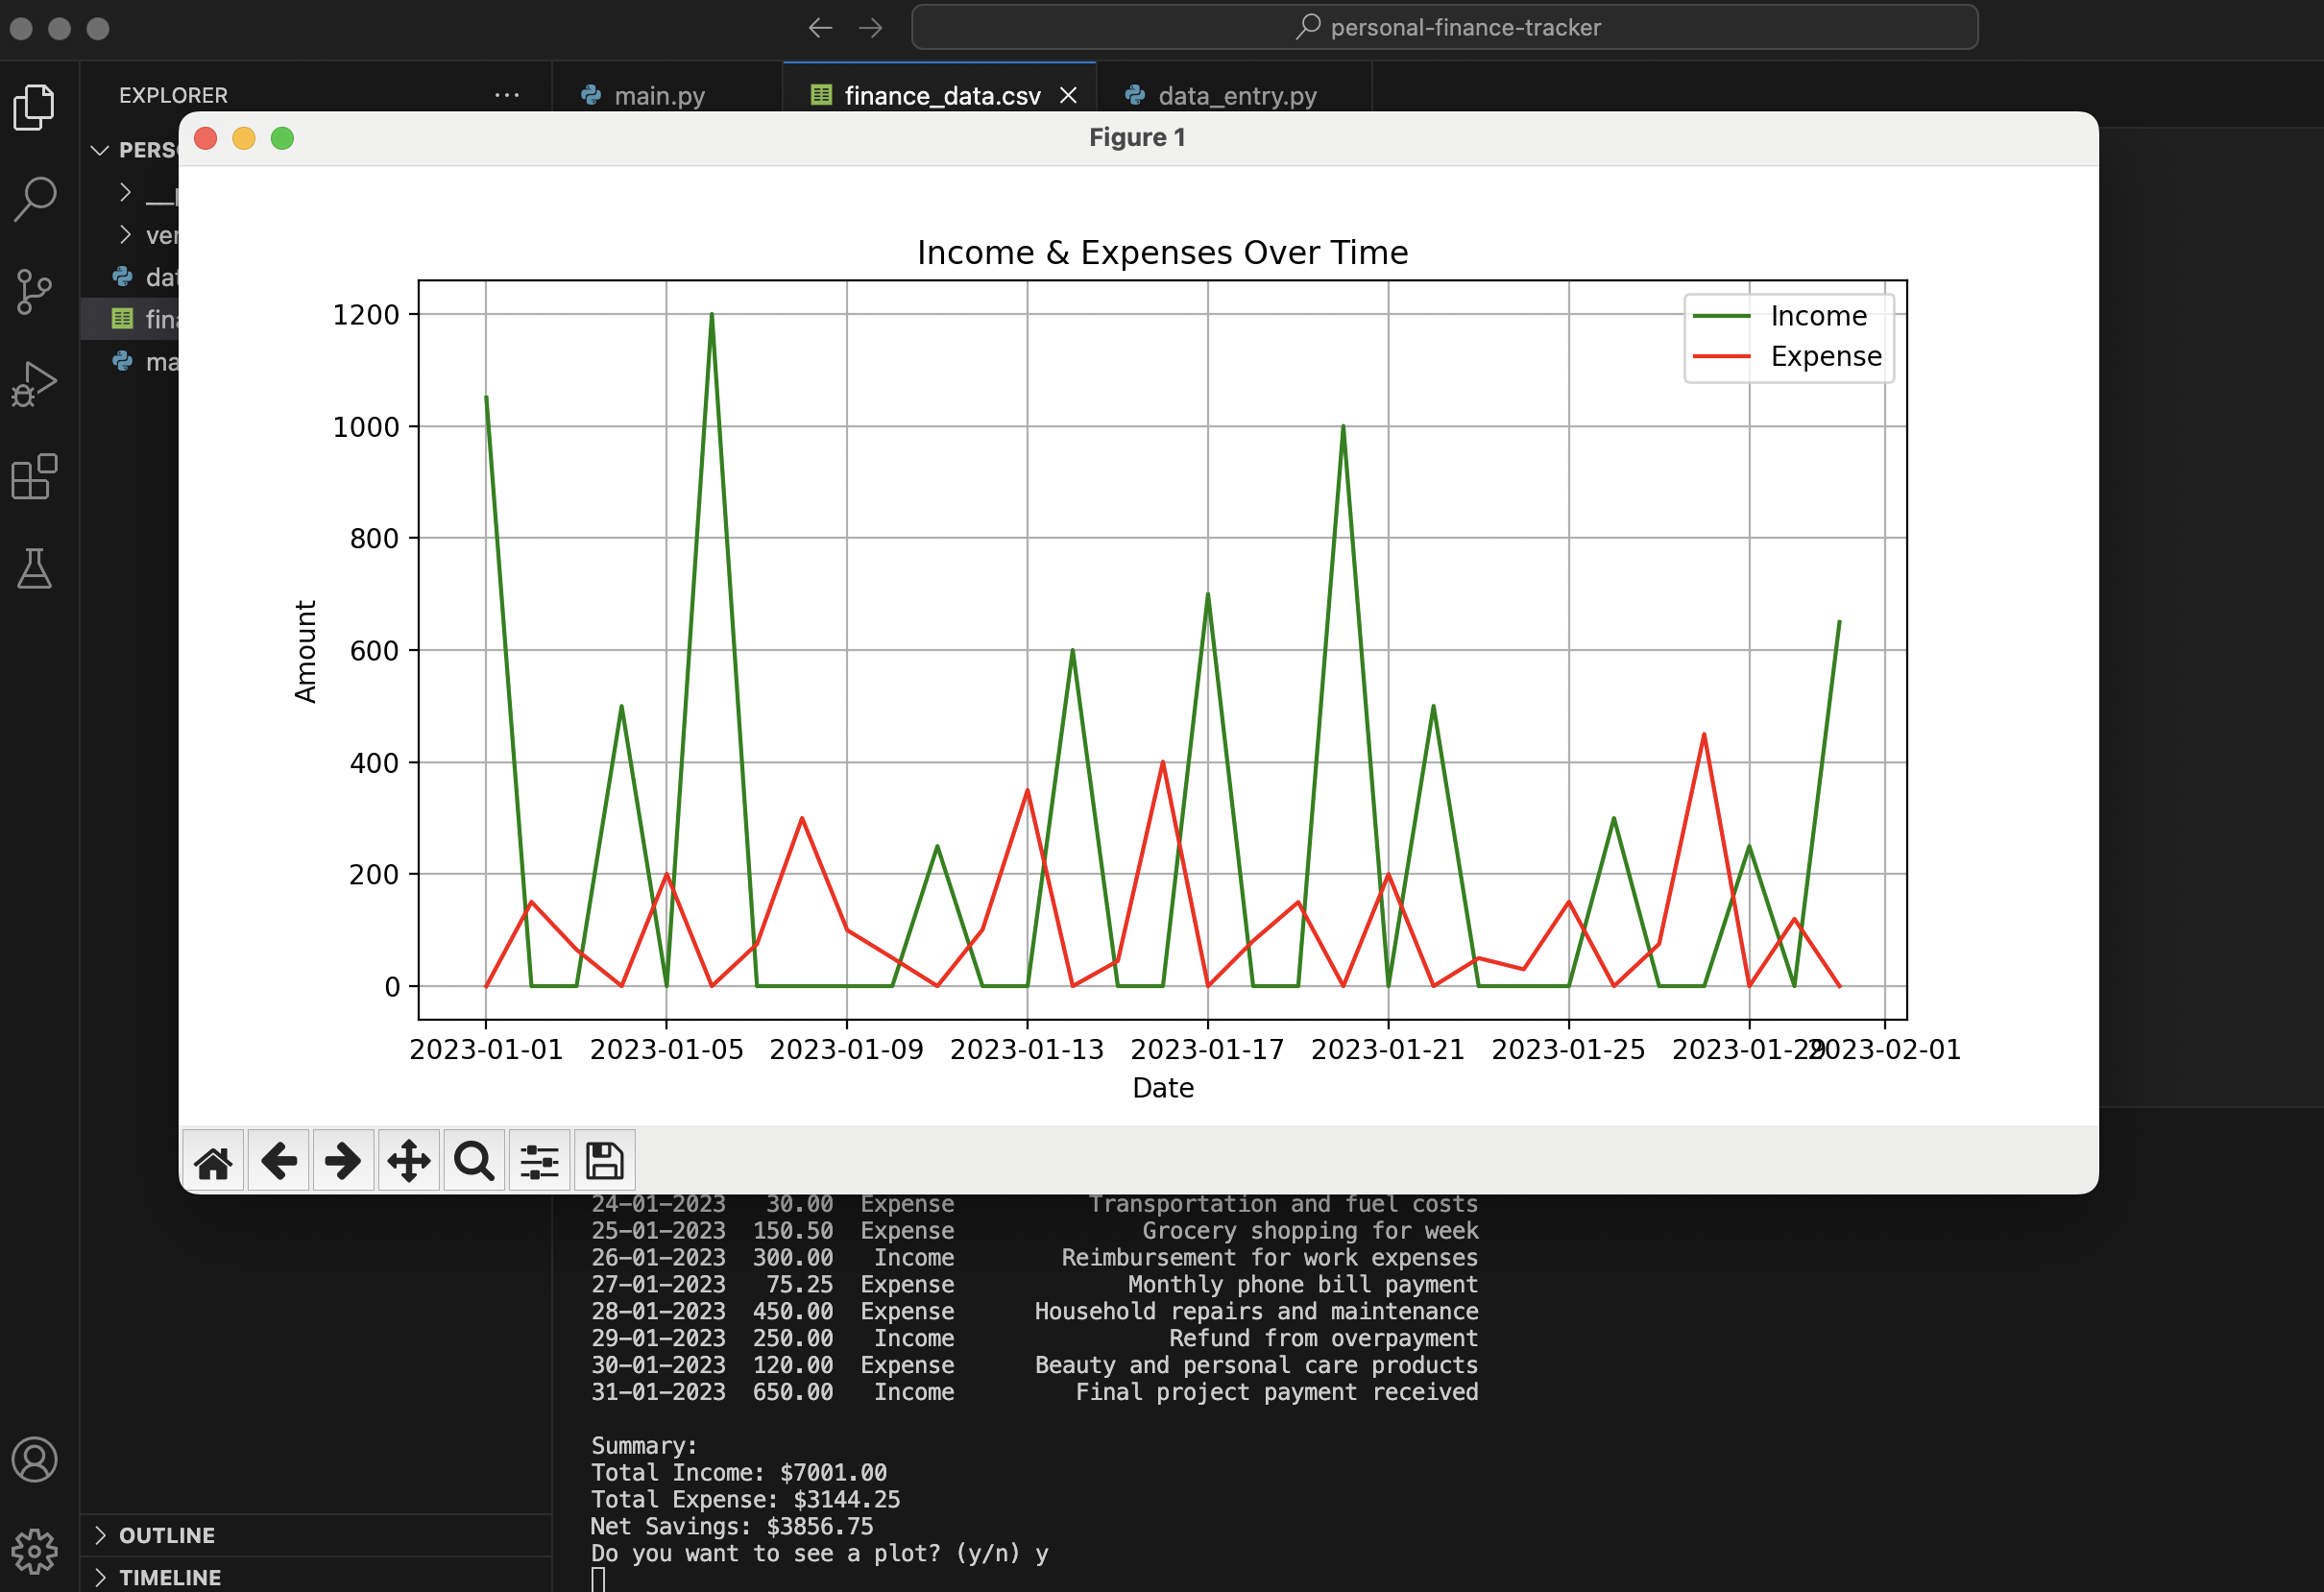 personal-finance-tracker
EXPLORER
main.py
finance_data.csv
data_entry.py
Figure 1
Income & Expenses Over Time
Income
Expense
1200
1000
800
600
400
200
0
Amount
2023-01-01 2023-01-05 2023-01-09 2023-01-13 2023-01-17 2023-01-21 2023-01-25 2023-01-29 2023-02-01
Date
24-01-2023 30.00 Expense Transportation and fuel costs
25-01-2023 150.50 Expense Grocery shopping for week
26-01-2023 300.00 Income Reimbursement for work expenses
27-01-2023 75.25 Expense Monthly phone bill payment
28-01-2023 450.00 Expense Household repairs and maintenance
29-01-2023 250.00 Income Refund from overpayment
30-01-2023 120.00 Expense Beauty and personal care products
31-01-2023 650.00 Income Final project payment received
Summary:
Total Income: $7001.00
Total Expense: $3144.25
Net Savings: $3856.75
Do you want to see a plot? (y/n) y
OUTLINE
TIMELINE